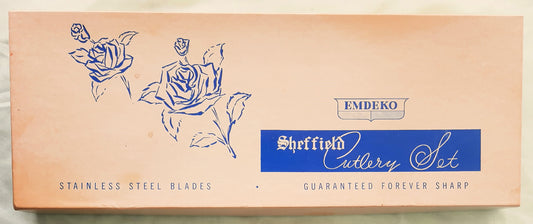 EMDEKO
Sheffield Cutlery Set
STAINLESS STEEL BLADES • GUARANTEED FOREVER SHARP